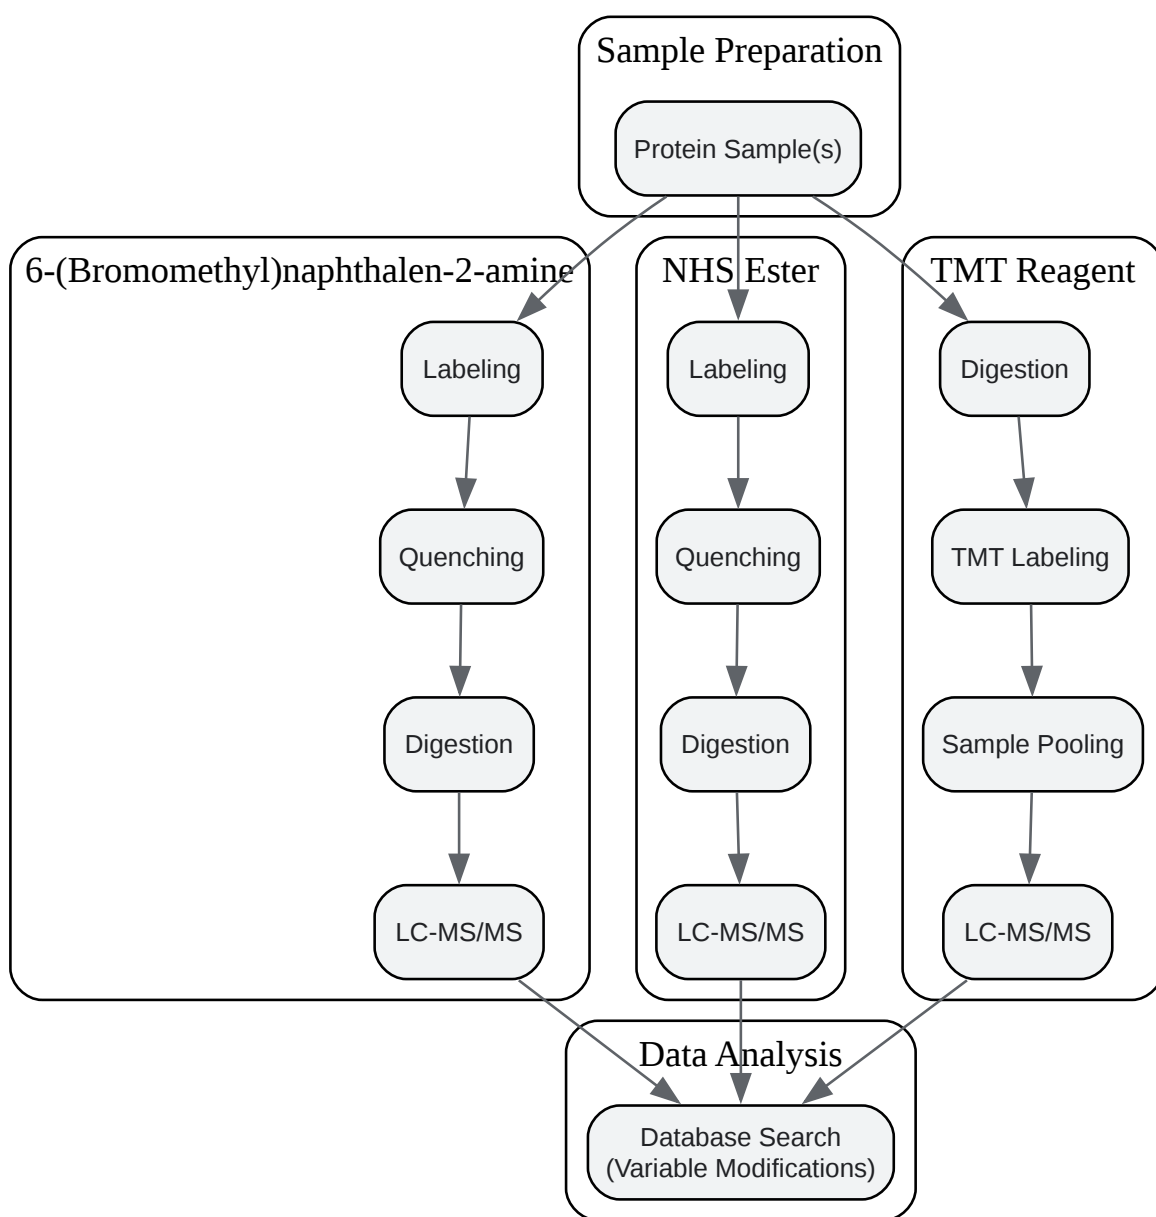 Sample Preparation
Protein Sample(s)
6-(Bromomethyl)naphthalen-2-amine
NHS Ester
TMT Reagent
Labeling
Labeling
Digestion
Quenching
Quenching
TMT Labeling
Digestion
Digestion
Sample Pooling
LC-MS/MS
LC-MS/MS
LC-MS/MS
Data Analysis
Database Search
(Variable Modifications)